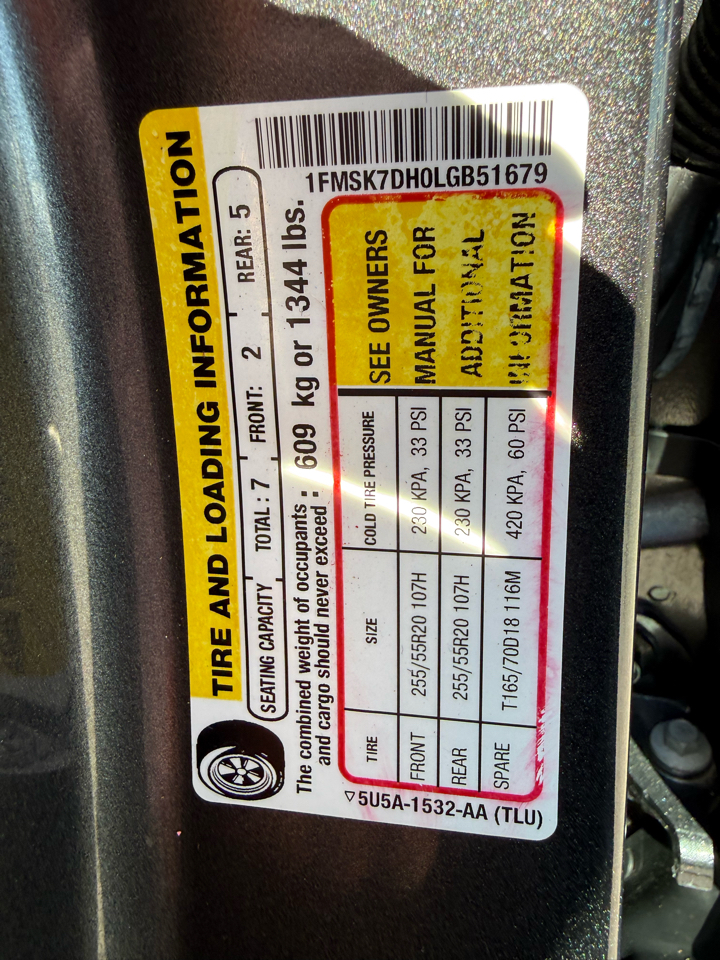 1FMSK7DH0LGB51679
TIRE AND LOADING INFORMATION
SEATING CAPACITY TOTAL : 7 FRONT: 2 REAR: 5
The combined weight of occupants
and cargo should never exceed : 609 kg or 1344 lbs.
TIRE SIZE COLD TIRE PRESSURE
FRONT 255/55R20 107H 230 KPA, 33 PSI
REAR 255/55R20 107H 230 KPA, 33 PSI
SPARE T165/70D18 116M 420 KPA, 60 PSI
SEE OWNERS
MANUAL FOR
ADDITIONAL
INFORMATION
▽5U5A-1532-AA (TLU)